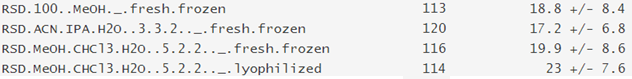 RSD.100..MeOH._.fresh.frozen 113 18.8 +/- 8.4
RSD.ACN.IPA.H2O..3.3.2.._.fresh.frozen 120 17.2 +/- 6.8
RSD.MeOH.CHCl3.H2O..5.2.2.._.fresh.frozen 116 19.9 +/- 8.6
RSD.MeOH.CHCl3.H2O..5.2.2.._.lyophilized 114 23 +/- 7.6